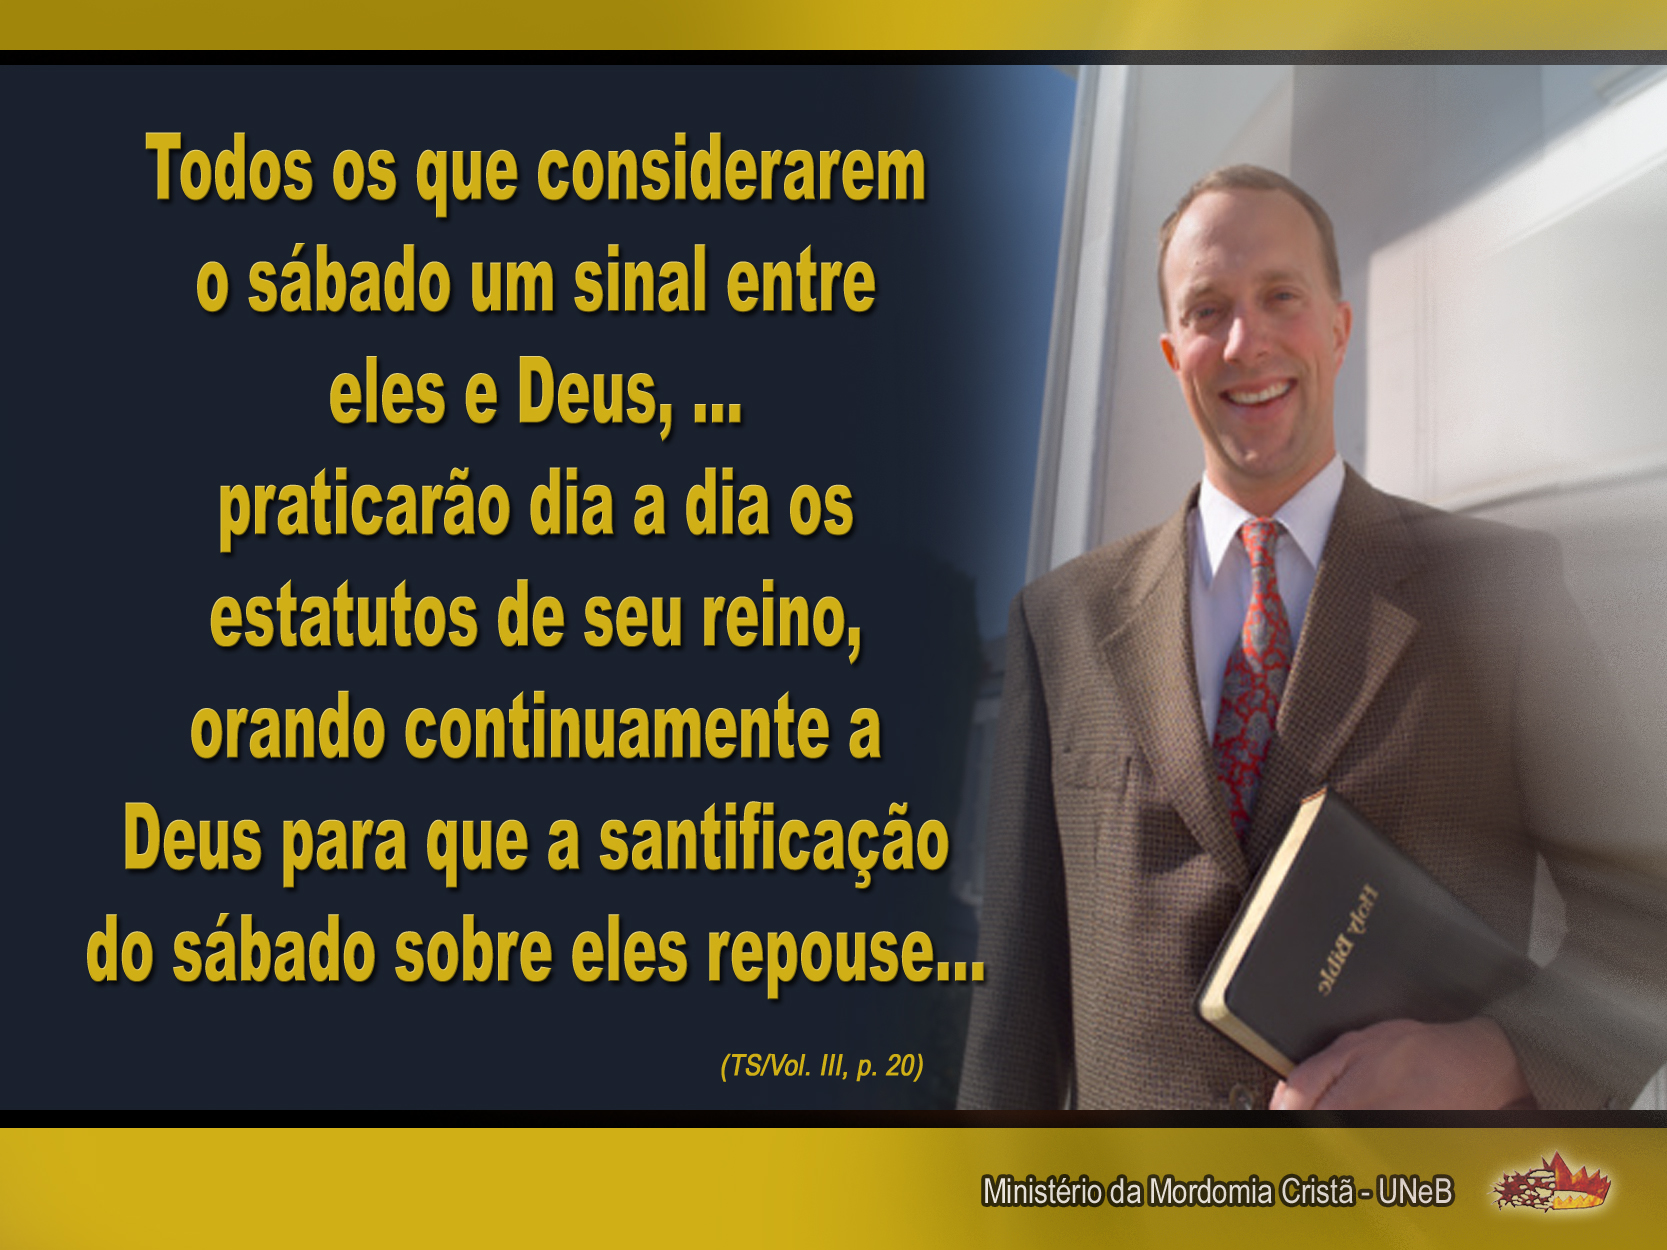 Todos os que considerarem
o sábado um sinal entre
eles e Deus, ...
praticarão dia a dia os
estatutos de seu reino,
orando continuamente a
Deus para que a santificação
do sábado sobre eles repouse...
(TS/Vol. III, p. 20)
Holy Bible
Ministério da Mordomia Cristã - UNeB